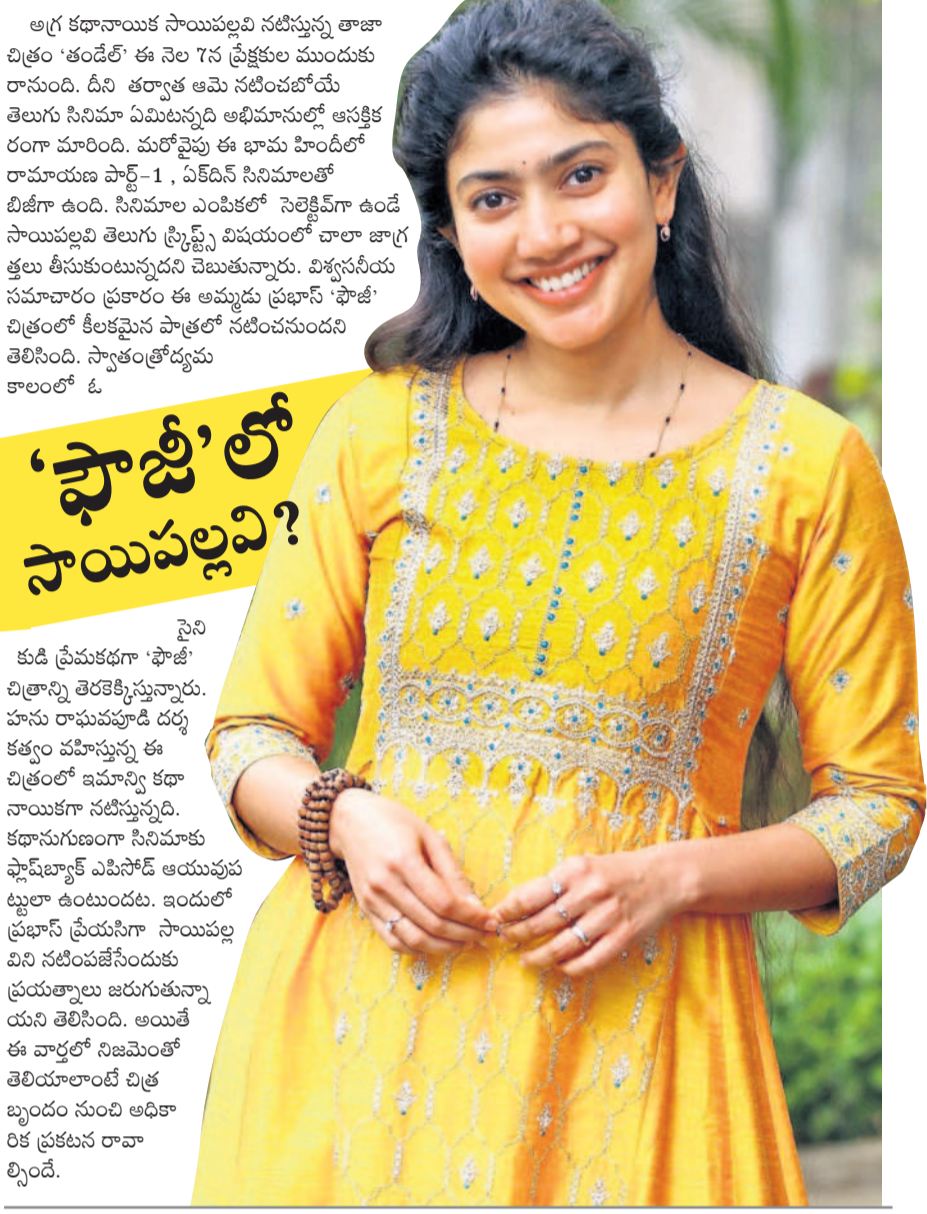 అగ్ర కథానాయిక సాయిపల్లవి నటిస్తున్న తాజా
చిత్రం ‘తండేల్’ ఈ నెల 7న ప్రేక్షకుల ముందుకు
రానుంది. దీని తర్వాత ఆమె నటించబోయే
తెలుగు సినిమా ఏమిటన్నది అభిమానుల్లో ఆసక్తిక
రంగా మారింది. మరోవైపు ఈ భామ హిందీలో
రామాయణ పార్ట్-1 , ఏక్‌దిన్ సినిమాలతో
బిజీగా ఉంది. సినిమాల ఎంపికలో సెలెక్టివ్‌గా ఉండే
సాయిపల్లవి తెలుగు స్క్రిప్ట్స్ విషయంలో చాలా జాగ్ర
త్తలు తీసుకుంటున్నదని చెబుతున్నారు. విశ్వసనీయ
సమాచారం ప్రకారం ఈ అమ్మడు ప్రభాస్ ‘ఫౌజీ’
చిత్రంలో కీలకమైన పాత్రలో నటించనుందని
తెలిసింది. స్వాతంత్రోద్యమ
కాలంలో ఓ
‘ఫౌజీ’లో
సాయిపల్లవి?
సైని
కుడి ప్రేమకథగా ‘ఫౌజీ’
చిత్రాన్ని తెరకెక్కిస్తున్నారు.
హను రాఘవపూడి దర్శ
కత్వం వహిస్తున్న ఈ
చిత్రంలో ఇమాన్వి కథా
నాయికగా నటిస్తున్నది.
కథానుగుణంగా సినిమాకు
ఫ్లాష్‌బ్యాక్ ఎపిసోడ్ ఆయువుప
ట్టులా ఉంటుందట. ఇందులో
ప్రభాస్ ప్రేయసిగా సాయిపల్ల
విని నటింపజేసేందుకు
ప్రయత్నాలు జరుగుతున్నా
యని తెలిసింది. అయితే
ఈ వార్తలో నిజమెంతో
తెలియాలంటే చిత్ర
బృందం నుంచి అధికా
రిక ప్రకటన రావా
ల్సిందే.